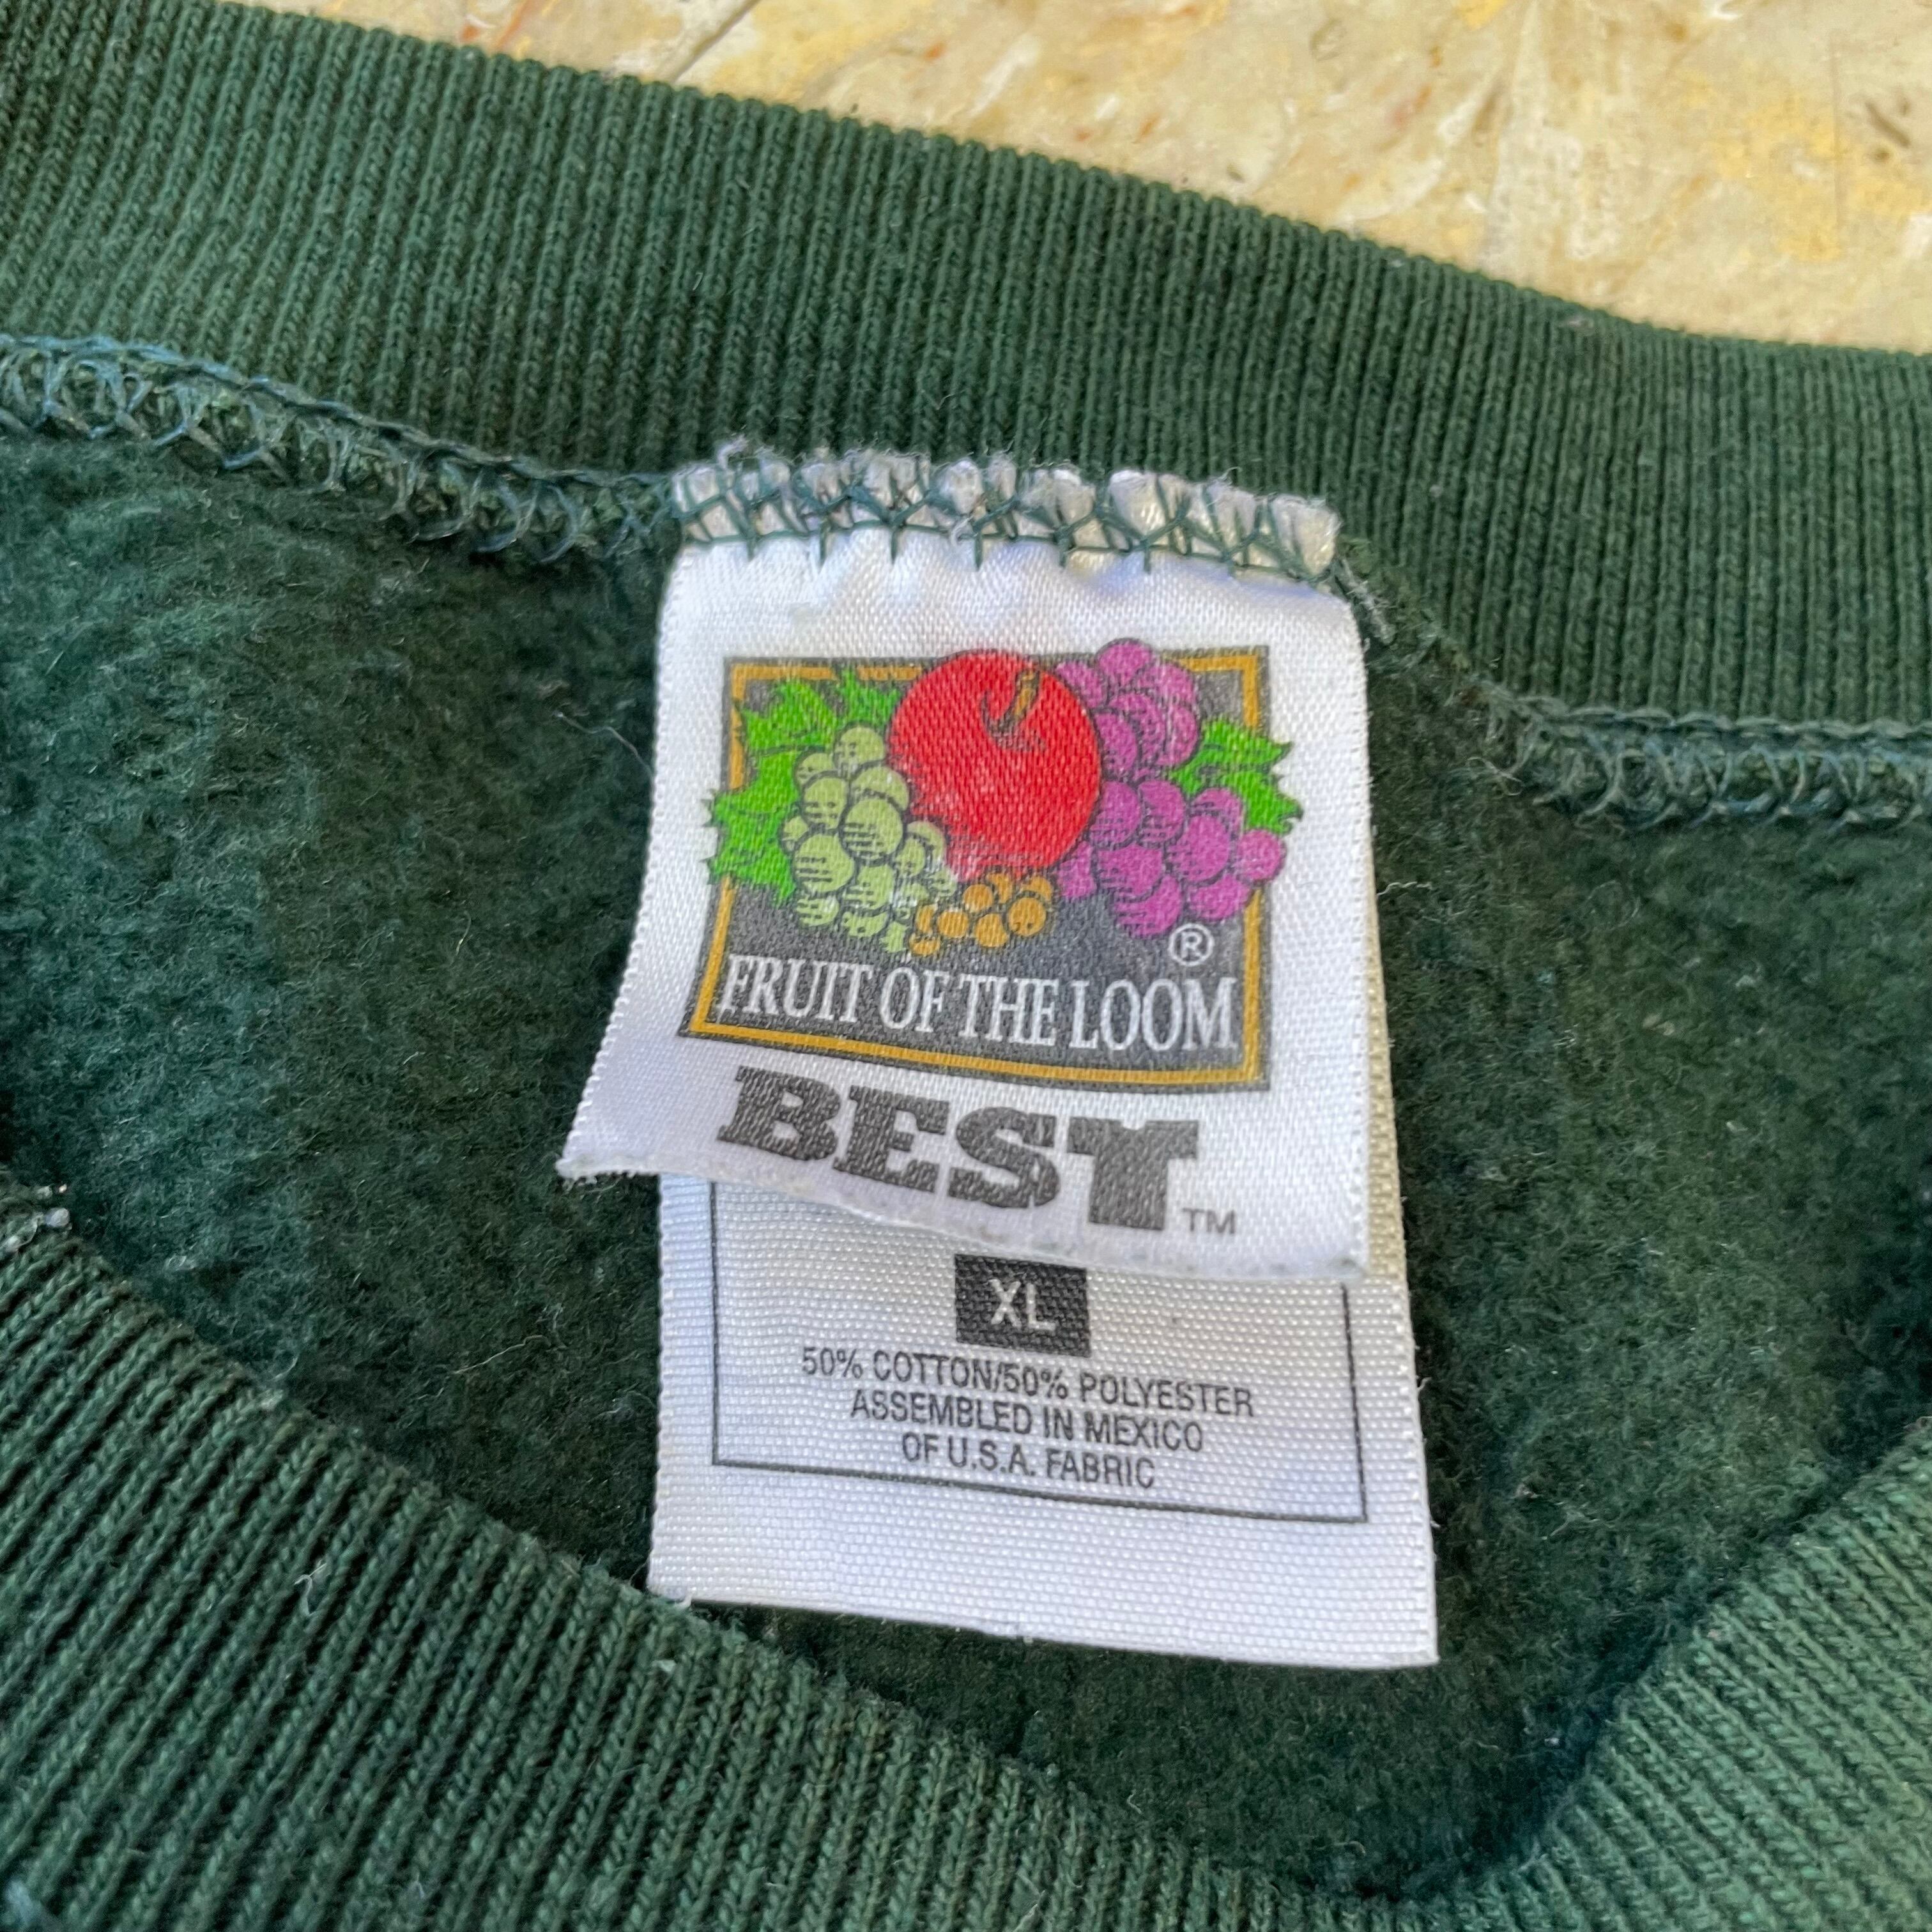 ®
FRUIT OF THE LOOM
BEST™
XL
50% COTTON/50% POLYESTER
ASSEMBLED IN MEXICO
OF U.S.A. FABRIC